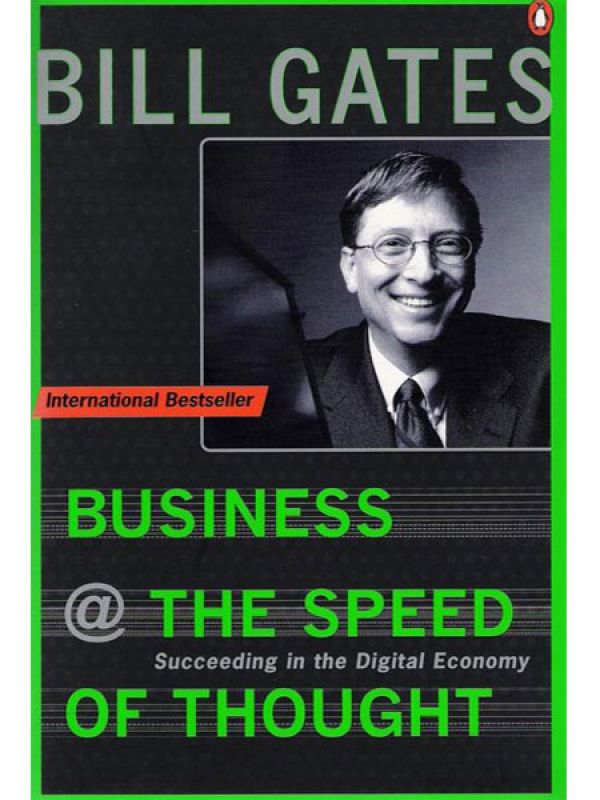 BILL GATES
International Bestseller
BUSINESS
@ THE SPEED
Succeeding in the Digital Economy
OF THOUGHT